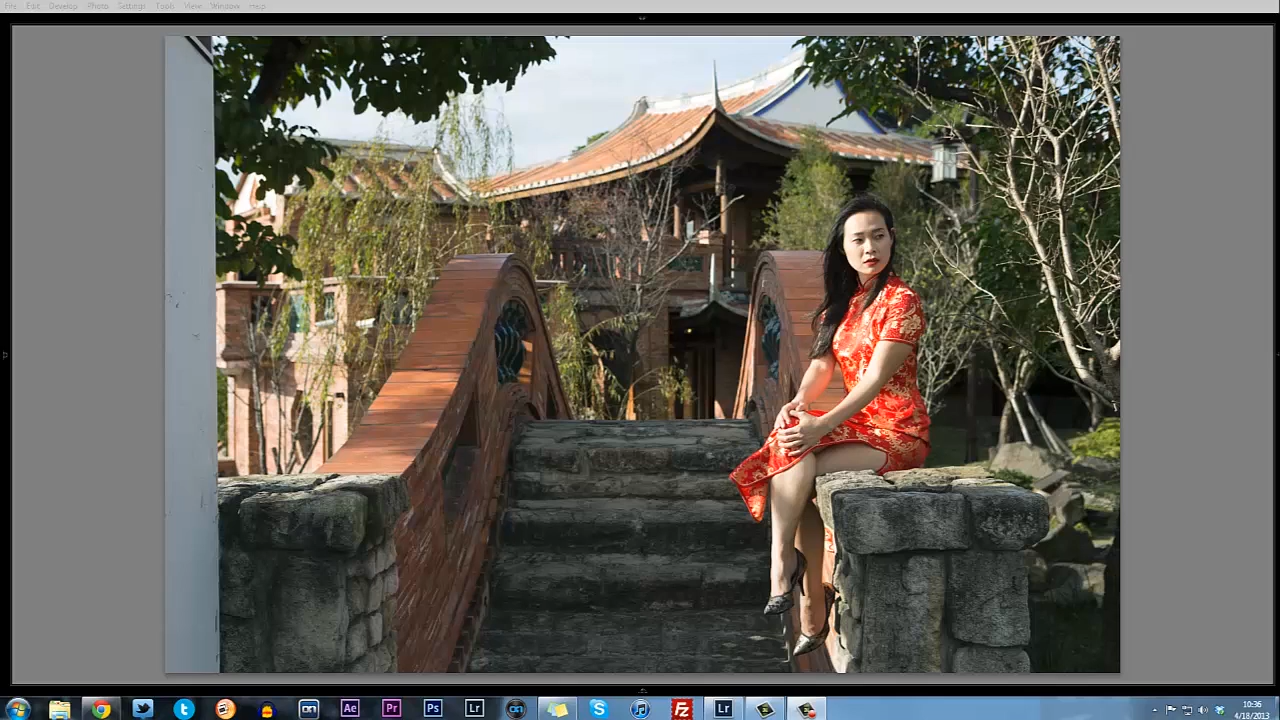 File Edit Develop Photo Settings Tools View Window Help
Ae Pr Ps Lr on Lr
10:36
4/18/2013